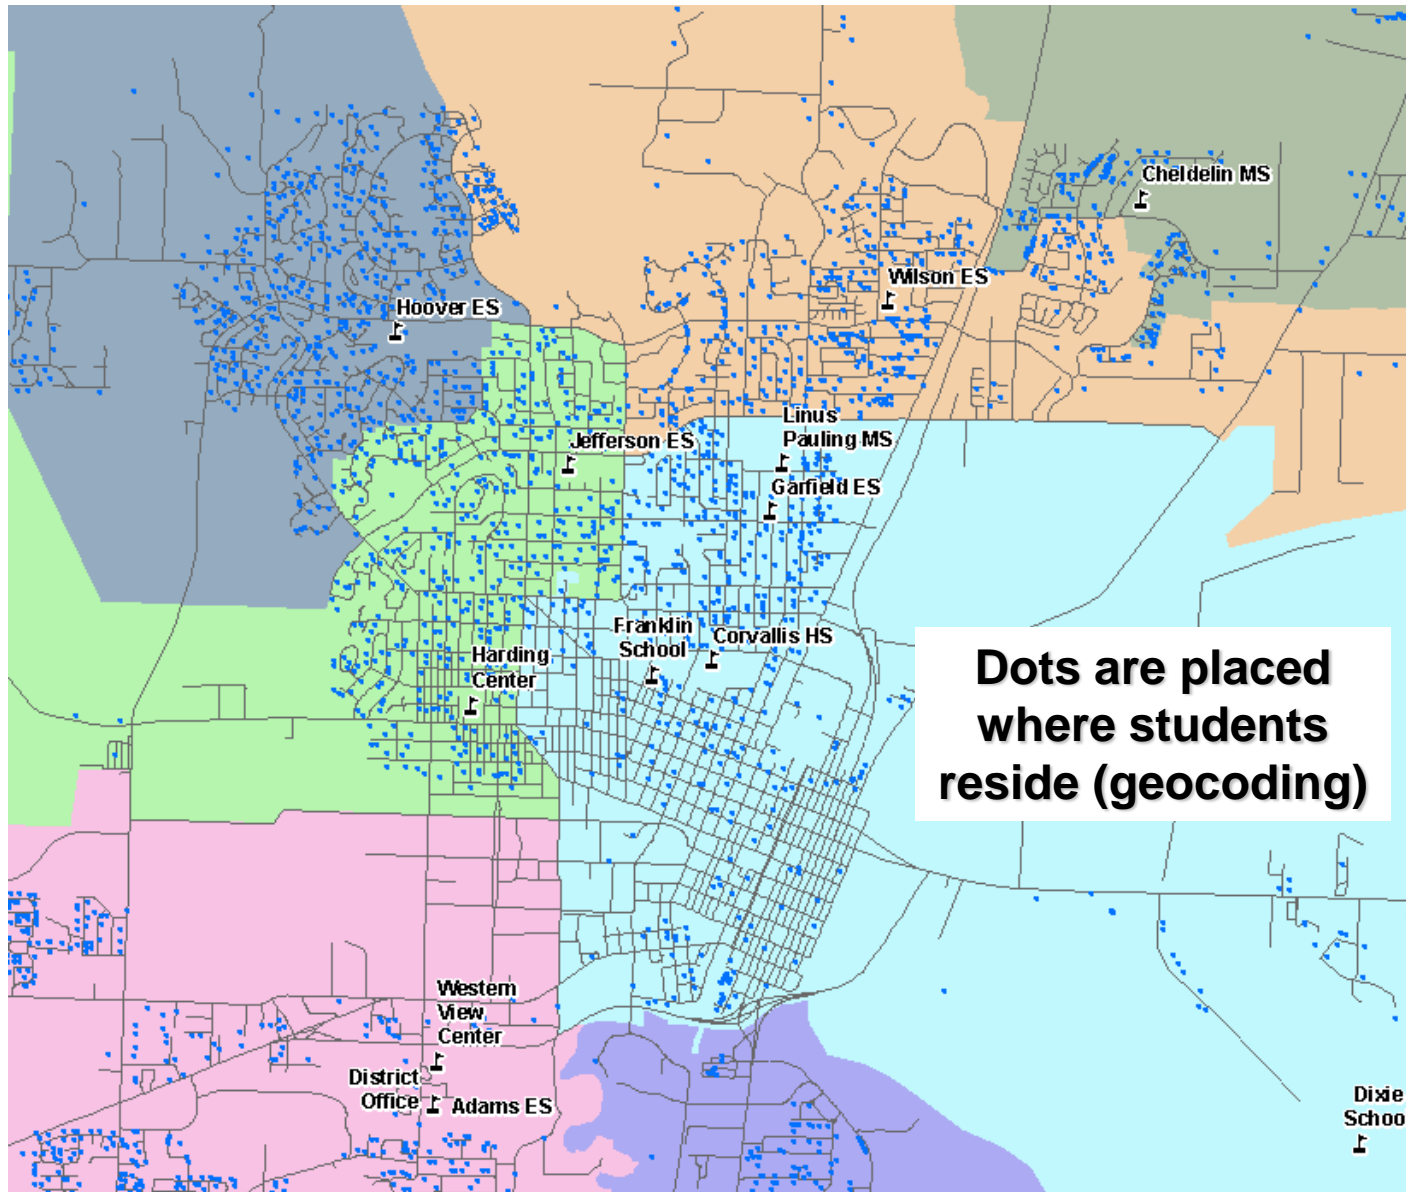 Cheldelin MS
Wilson ES
Hoover ES
Linus
Pauling MS
Jefferson ES
Garfield ES
Franklin
School
Corvallis HS
Harding
Center
Dots are placed
where students
reside (geocoding)
Western
View
Center
District
Office
Adams ES
Dixie
Schoo